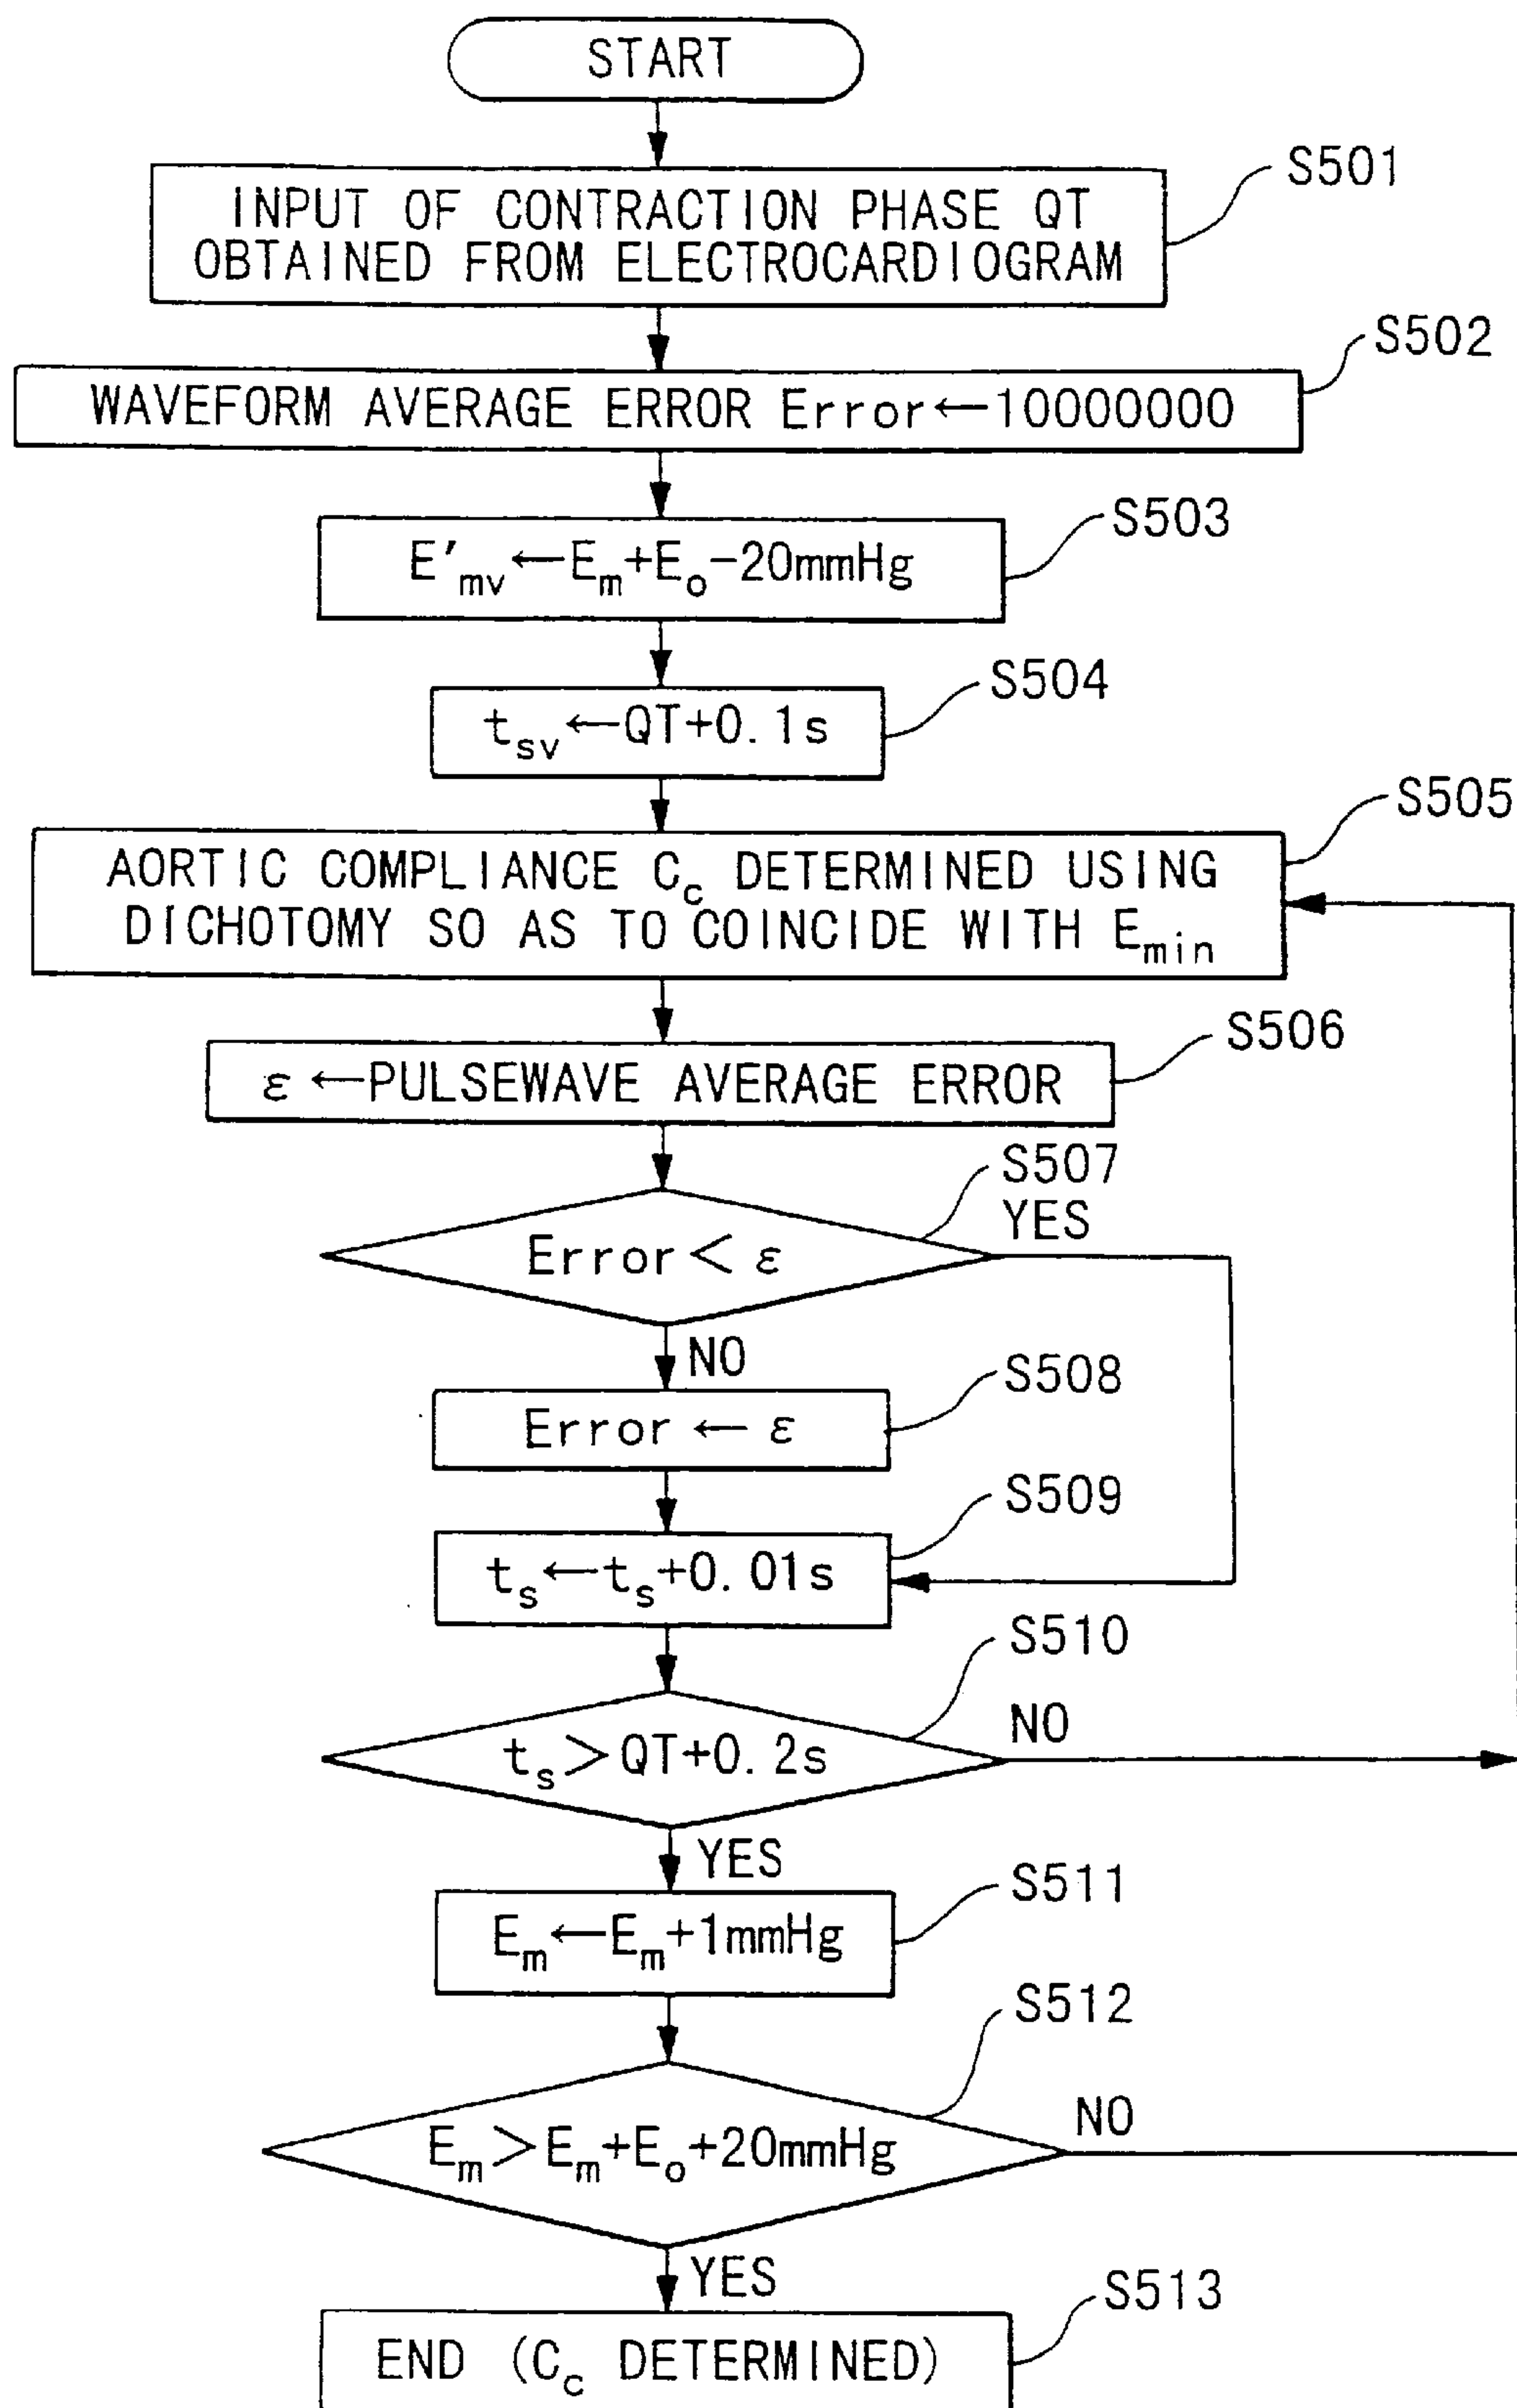 START
S501
INPUT OF CONTRACTION PHASE QT
OBTAINED FROM ELECTROCARDIOGRAM
S502
WAVEFORM AVERAGE ERROR Error←10000000
S503
E'mv←Em+Eo−20mmHg
S504
tsv←QT+0.1s
S505
AORTIC COMPLIANCE Cc DETERMINED USING
DICHOTOMY SO AS TO COINCIDE WITH Emin
S506
ε←PULSEWAVE AVERAGE ERROR
S507
YES
Error<ε
NO
S508
Error←ε
S509
ts←ts+0.01s
S510
NO
ts>QT+0.2s
YES
S511
Em←Em+1mmHg
S512
NO
Em>Em+Eo+20mmHg
YES
S513
END (Cc DETERMINED)